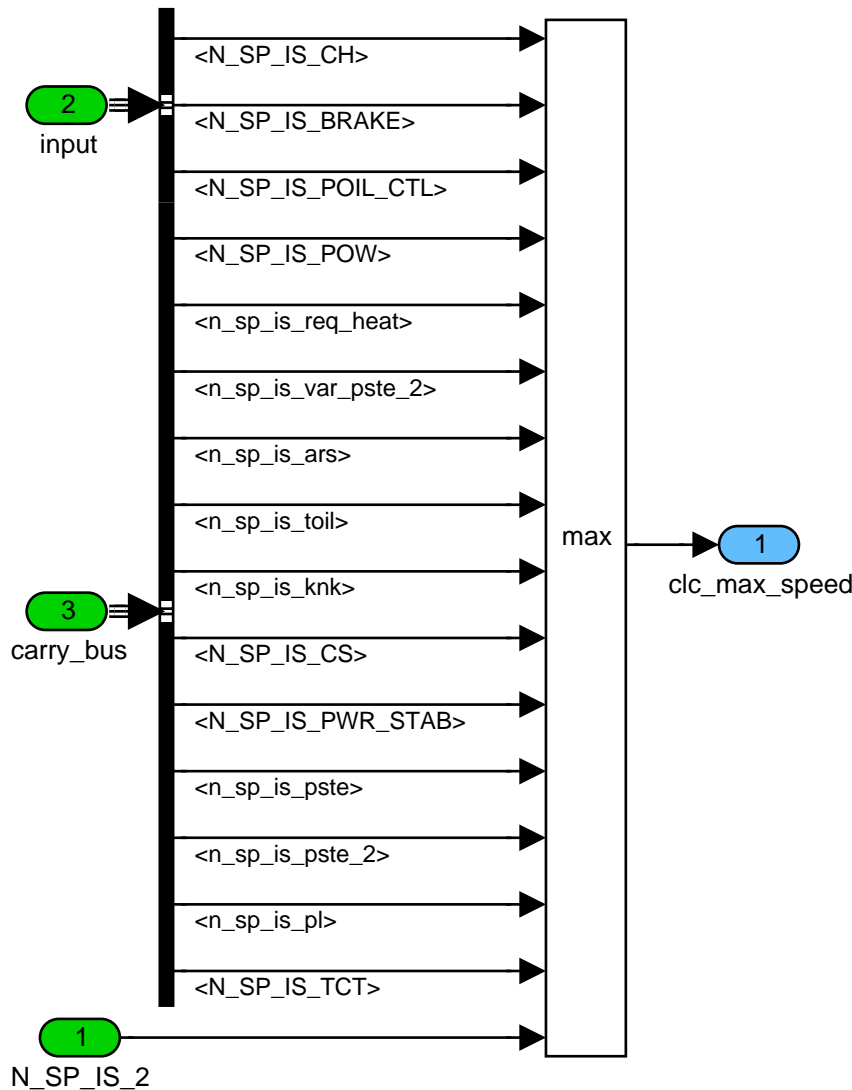 <N_SP_IS_CH>
2
input
<N_SP_IS_BRAKE>
<N_SP_IS_POIL_CTL>
<N_SP_IS_POW>
<n_sp_is_req_heat>
<n_sp_is_var_pste_2>
<n_sp_is_ars>
<n_sp_is_toil>
max
1
clc_max_speed
<n_sp_is_knk>
3
carry_bus
<N_SP_IS_CS>
<N_SP_IS_PWR_STAB>
<n_sp_is_pste>
<n_sp_is_pste_2>
<n_sp_is_pl>
<N_SP_IS_TCT>
1
N_SP_IS_2